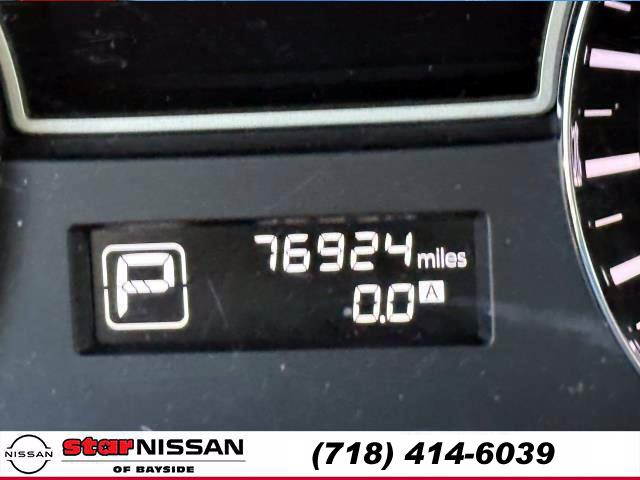 P
76924 miles
0.0 A
NISSAN
star NISSAN
OF BAYSIDE
(718) 414-6039